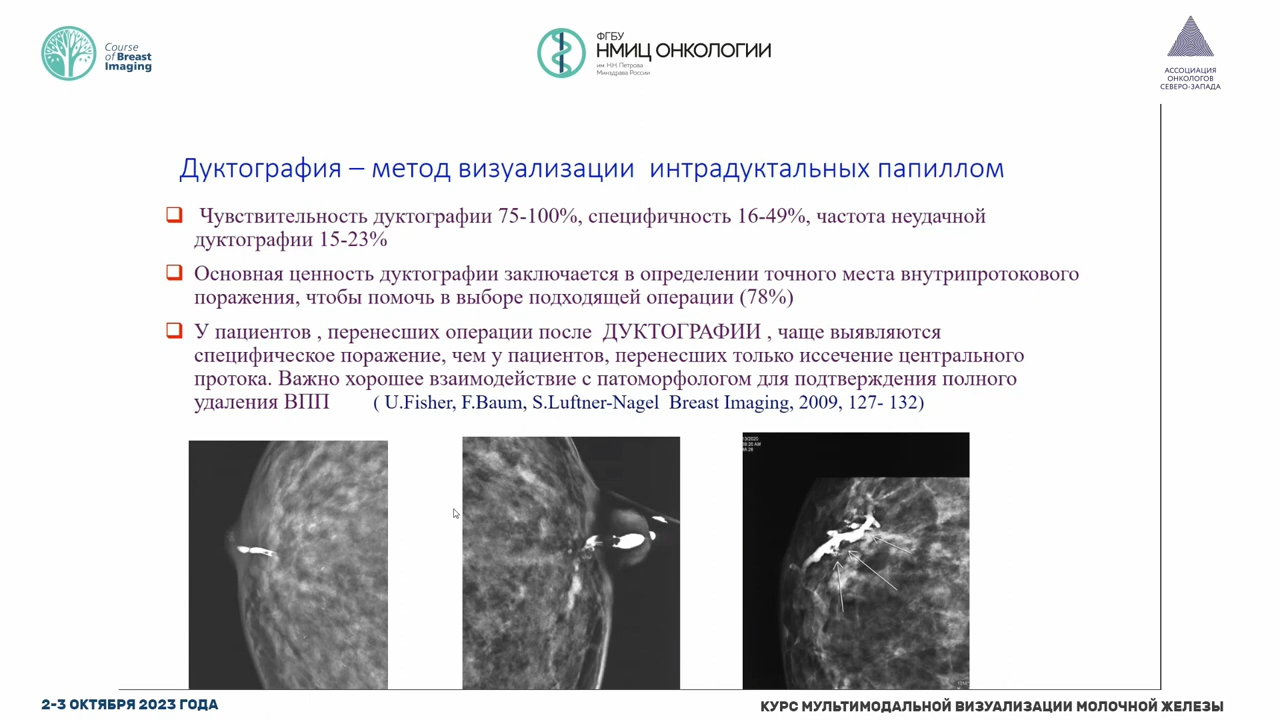 Course
of Breast
Imaging
ФГБУ
НМИЦ ОНКОЛОГИИ
им. Н.Н. Петрова
Минздрава России
АССОЦИАЦИЯ
ОНКОЛОГОВ
СЕВЕРО-ЗАПАДА
Дуктография – метод визуализации интрадуктальных папиллом
Чувствительность дуктографии 75-100%, специфичность 16-49%, частота неудачной
дуктографии 15-23%
Основная ценность дуктографии заключается в определении точного места внутрипротокового
поражения, чтобы помочь в выборе подходящей операции (78%)
У пациентов , перенесших операции после ДУКТОГРАФИИ , чаще выявляются
специфическое поражение, чем у пациентов, перенесших только иссечение центрального
протока. Важно хорошее взаимодействие с патоморфологом для подтверждения полного
удаления ВПП ( U.Fisher, F.Baum, S.Luftner-Nagel Breast Imaging, 2009, 127- 132)
2-3 ОКТЯБРЯ 2023 ГОДА
КУРС МУЛЬТИМОДАЛЬНОЙ ВИЗУАЛИЗАЦИИ МОЛОЧНОЙ ЖЕЛЕЗЫ